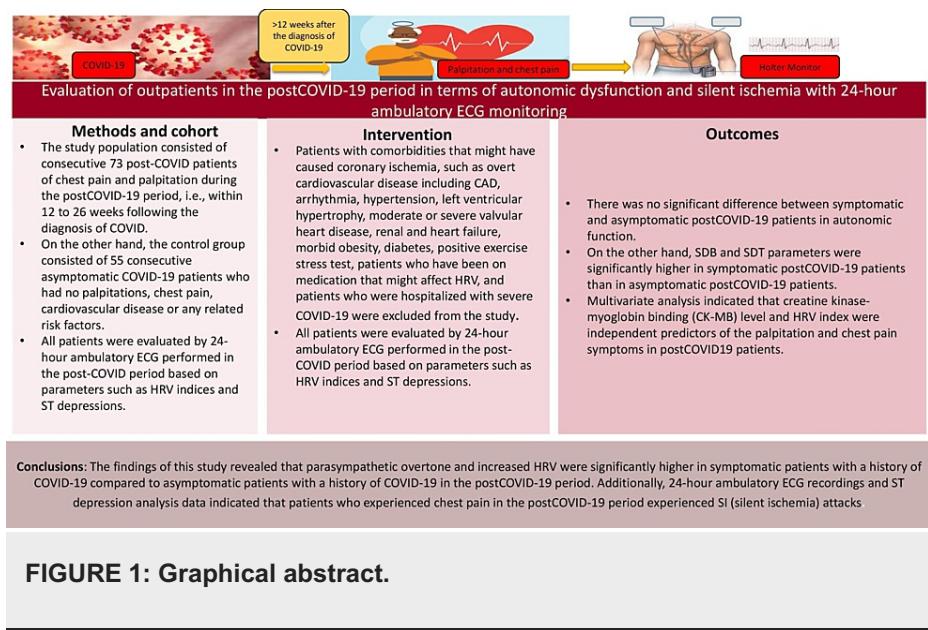 COVID-19
>12 weeks after
the diagnosis of
COVID-19
Palpitation and chest pain
Holter Monitor
Evaluation of outpatients in the postCOVID-19 period in terms of autonomic dysfunction and silent ischemia with 24-hour
ambulatory ECG monitoring
Methods and cohort
• The study population consisted of
consecutive 73 post-COVID patients
of chest pain and palpitation during
the postCOVID-19 period, i.e., within
12 to 26 weeks following the
diagnosis of COVID.
• On the other hand, the control group
consisted of 55 consecutive
asymptomatic COVID-19 patients who
had no palpitations, chest pain,
cardiovascular disease or any related
risk factors.
• All patients were evaluated by 24-
hour ambulatory ECG performed in
the post-COVID period based on
parameters such as HRV indices and
ST depressions.
Intervention
• Patients with comorbidities that might have
caused coronary ischemia, such as overt
cardiovascular disease including CAD,
arrhythmia, hypertension, left ventricular
hypertrophy, moderate or severe valvular
heart disease, renal and heart failure,
morbid obesity, diabetes, positive exercise
stress test, patients who have been on
medication that might affect HRV, and
patients who were hospitalized with severe
COVID-19 were excluded from the study.
• All patients were evaluated by 24-hour
ambulatory ECG performed in the post-
COVID period based on parameters such as
HRV indices and ST depressions.
Outcomes
• There was no significant difference between symptomatic
and asymptomatic postCOVID-19 patients in autonomic
function.
• On the other hand, SDB and SDT parameters were
significantly higher in symptomatic postCOVID-19 patients
than in asymptomatic postCOVID-19 patients.
• Multivariate analysis indicated that creatine kinase-
myoglobin binding (CK-MB) level and HRV index were
independent predictors of the palpitation and chest pain
symptoms in postCOVID19 patients.
Conclusions: The findings of this study revealed that parasympathetic overtone and increased HRV were significantly higher in symptomatic patients with a history of
COVID-19 compared to asymptomatic patients with a history of COVID-19 in the postCOVID-19 period. Additionally, 24-hour ambulatory ECG recordings and ST
depression analysis data indicated that patients who experienced chest pain in the postCOVID-19 period experienced SI (silent ischemia) attacks
FIGURE 1: Graphical abstract.